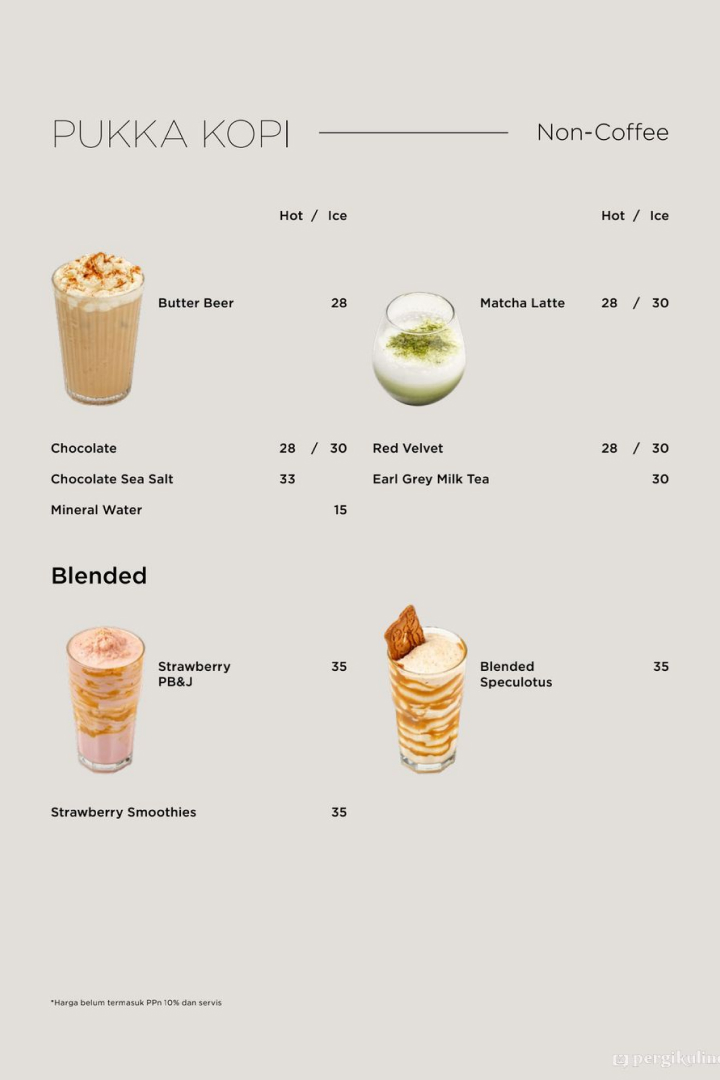 PUKKA KOPI Non-Coffee
Hot / Ice
Butter Beer 28
Chocolate 28 / 30
Chocolate Sea Salt 33
Mineral Water 15
Hot / Ice
Matcha Latte 28 / 30
Red Velvet 28 / 30
Earl Grey Milk Tea 30
Blended
Strawberry 35
PB&J
Blended 35
Speculotus
Strawberry Smoothies 35
*Harga belum termasuk PPn 10% dan servis